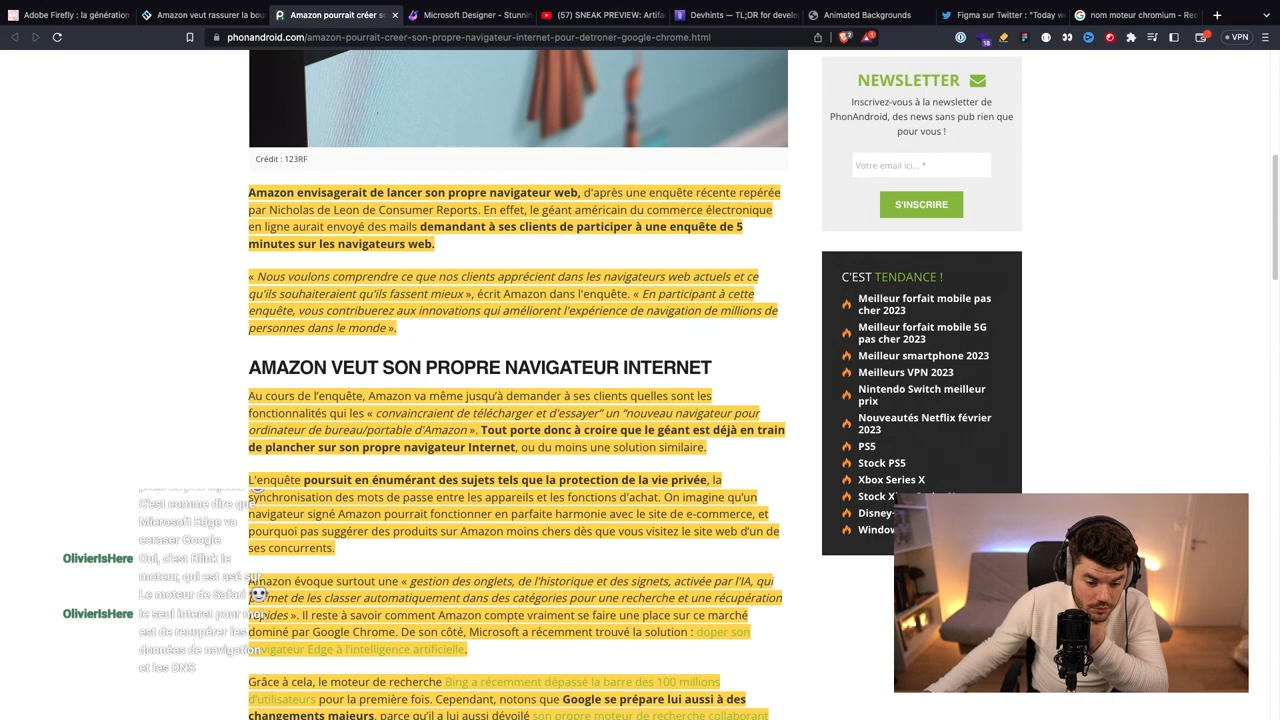 Adobe Firefly : la génération
Amazon veut rassurer la bou
Amazon pourrait créer so
Microsoft Designer - Stunnin
(57) SNEAK PREVIEW: Artifa
Devhints — TL;DR for develo
Animated Backgrounds
Figma sur Twitter : "Today w
nom moteur chromium - Rec
phonandroid.com/amazon-pourrait-creer-son-propre-navigateur-internet-pour-detroner-google-chrome.html
2
1
18
VPN
Crédit : 123RF
Amazon envisagerait de lancer son propre navigateur web, d'après une enquête récente repérée
par Nicholas de Leon de Consumer Reports. En effet, le géant américain du commerce électronique
en ligne aurait envoyé des mails demandant à ses clients de participer à une enquête de 5
minutes sur les navigateurs web.
« Nous voulons comprendre ce que nos clients apprécient dans les navigateurs web actuels et ce
qu'ils souhaiteraient qu'ils fassent mieux », écrit Amazon dans l'enquête. « En participant à cette
enquête, vous contribuerez aux innovations qui améliorent l'expérience de navigation de millions de
personnes dans le monde ».
AMAZON VEUT SON PROPRE NAVIGATEUR INTERNET
Au cours de l'enquête, Amazon va même jusqu'à demander à ses clients quelles sont les
fonctionnalités qui les « convaincraient de télécharger et d'essayer" un "nouveau navigateur pour
ordinateur de bureau/portable d'Amazon ». Tout porte donc à croire que le géant est déjà en train
de plancher sur son propre navigateur Internet, ou du moins une solution similaire.
L'enquête poursuit en énumérant des sujets tels que la protection de la vie privée, la
synchronisation des mots de passe entre les appareils et les fonctions d'achat. On imagine qu'un
navigateur signé Amazon pourrait fonctionner en parfaite harmonie avec le site de e-commerce, et
pourquoi pas suggérer des produits sur Amazon moins chers dès que vous visitez le site web d'un de
ses concurrents.
Amazon évoque surtout une « gestion des onglets, de l'historique et des signets, activée par l'IA, qui
permet de les classer automatiquement dans des catégories pour une recherche et une récupération
rapides ». Il reste à savoir comment Amazon compte vraiment se faire une place sur ce marché
dominé par Google Chrome. De son côté, Microsoft a récemment trouvé la solution : doper son
navigateur Edge à l'intelligence artificielle.
Grâce à cela, le moteur de recherche Bing a récemment dépassé la barre des 100 millions
d'utilisateurs pour la première fois. Cependant, notons que Google se prépare lui aussi à des
changements majeurs, parce qu'il a lui aussi dévoilé son propre moteur de recherche collaborant
C'est comme dire que
Microsoft Edge va
ecraser Google
OlivierIsHere Oui, c'est Blink le
moteur, qui est asé sur
Le moteur de Safari
OlivierIsHere le seul interet pour moi
est de recupérer les
données de navigation
et les DNS
NEWSLETTER
Inscrivez-vous à la newsletter de
PhonAndroid, des news sans pub rien que
pour vous !
Votre email ici... *
S'INSCRIRE
C'EST TENDANCE !
Meilleur forfait mobile pas
cher 2023
Meilleur forfait mobile 5G
pas cher 2023
Meilleur smartphone 2023
Meilleurs VPN 2023
Nintendo Switch meilleur
prix
Nouveautés Netflix février
2023
PS5
Stock PS5
Xbox Series X
Stock X
Disney
Window